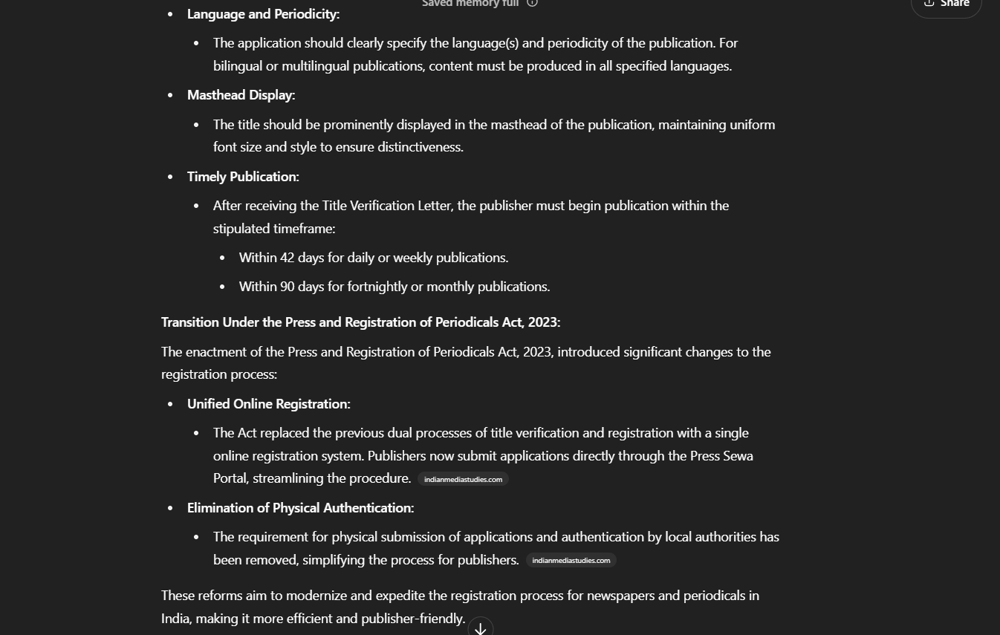 Saved memory full
Share
Language and Periodicity:
The application should clearly specify the language(s) and periodicity of the publication. For
bilingual or multilingual publications, content must be produced in all specified languages.
Masthead Display:
The title should be prominently displayed in the masthead of the publication, maintaining uniform
font size and style to ensure distinctiveness.
Timely Publication:
After receiving the Title Verification Letter, the publisher must begin publication within the
stipulated timeframe:
Within 42 days for daily or weekly publications.
Within 90 days for fortnightly or monthly publications.
Transition Under the Press and Registration of Periodicals Act, 2023:
The enactment of the Press and Registration of Periodicals Act, 2023, introduced significant changes to the
registration process:
Unified Online Registration:
The Act replaced the previous dual processes of title verification and registration with a single
online registration system. Publishers now submit applications directly through the Press Sewa
Portal, streamlining the procedure. indianmediastudies.com
Elimination of Physical Authentication:
The requirement for physical submission of applications and authentication by local authorities has
been removed, simplifying the process for publishers. indianmediastudies.com
These reforms aim to modernize and expedite the registration process for newspapers and periodicals in
India, making it more efficient and publisher-friendly.